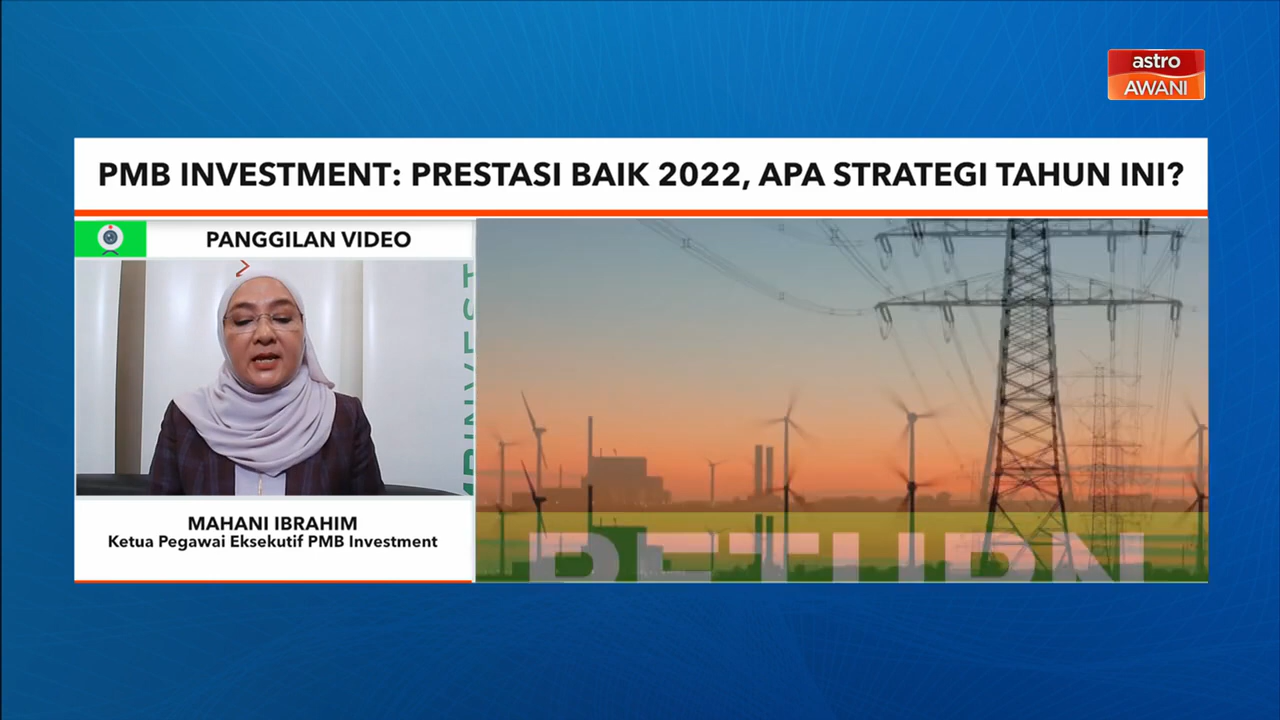 astro
AWANI
PMB INVESTMENT: PRESTASI BAIK 2022, APA STRATEGI TAHUN INI?
PANGGILAN VIDEO
MAHANI IBRAHIM
Ketua Pegawai Eksekutif PMB Investment
RETURN